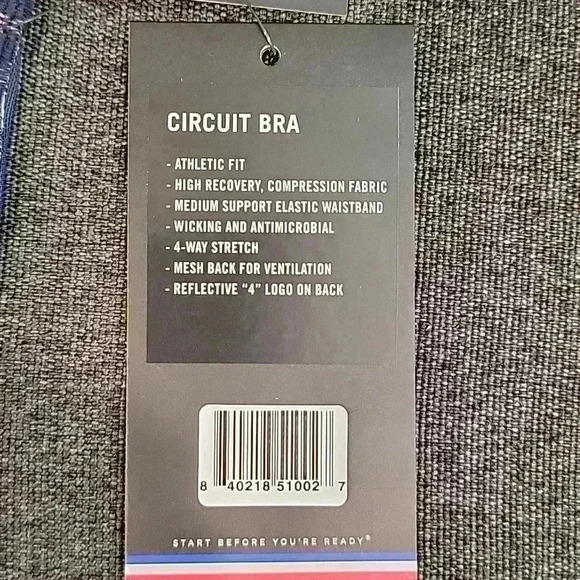 CIRCUIT BRA
- ATHLETIC FIT
- HIGH RECOVERY, COMPRESSION FABRIC
- MEDIUM SUPPORT ELASTIC WAISTBAND
- WICKING AND ANTIMICROBIAL
- 4-WAY STRETCH
- MESH BACK FOR VENTILATION
- REFLECTIVE "4" LOGO ON BACK
8 40218 51002 7
START BEFORE YOU'RE READY®